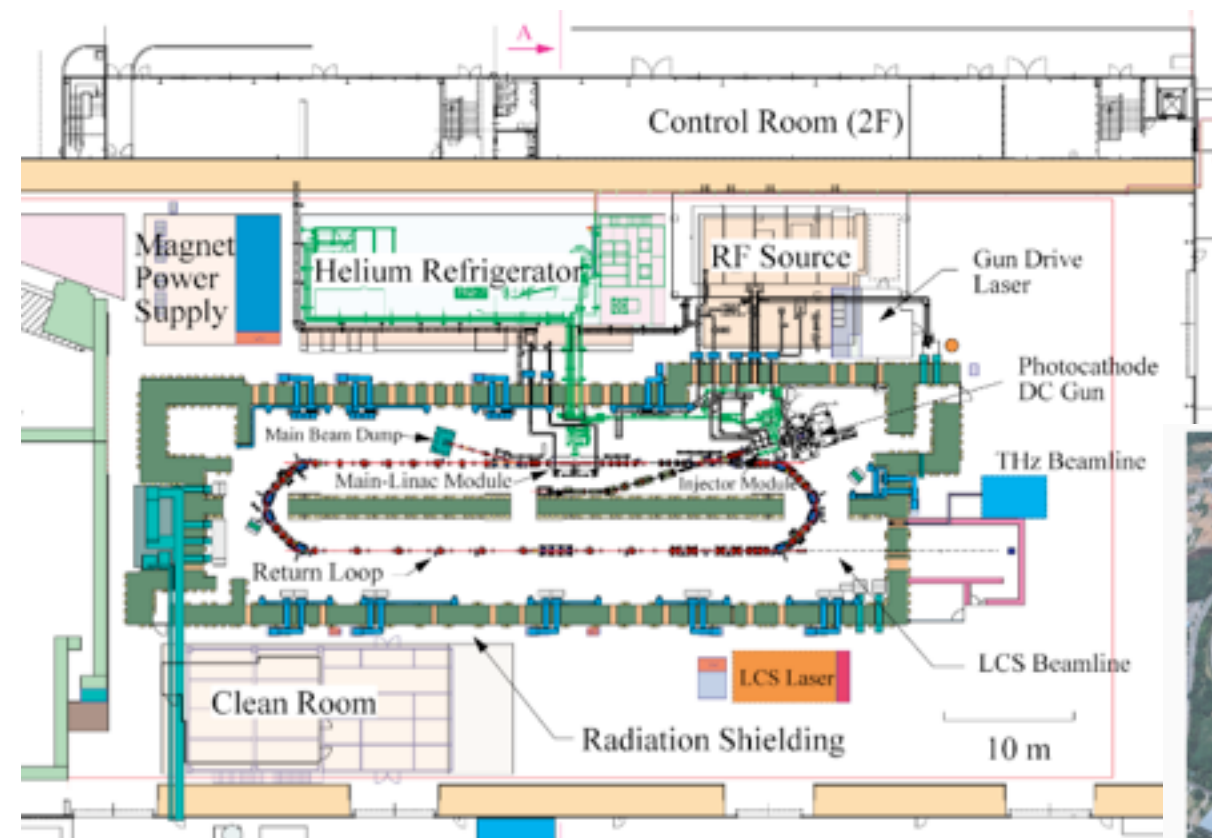 A
Control Room (2F)
Magnet
Power
Supply
Helium Refrigerator
RF Source
Gun Drive
Laser
Photocathode
DC Gun
Main Beam Dump
THz Beamline
Main-Linac Module
Injector Module
Return Loop
LCS Beamline
LCS Laser
Clean Room
Radiation Shielding
10 m